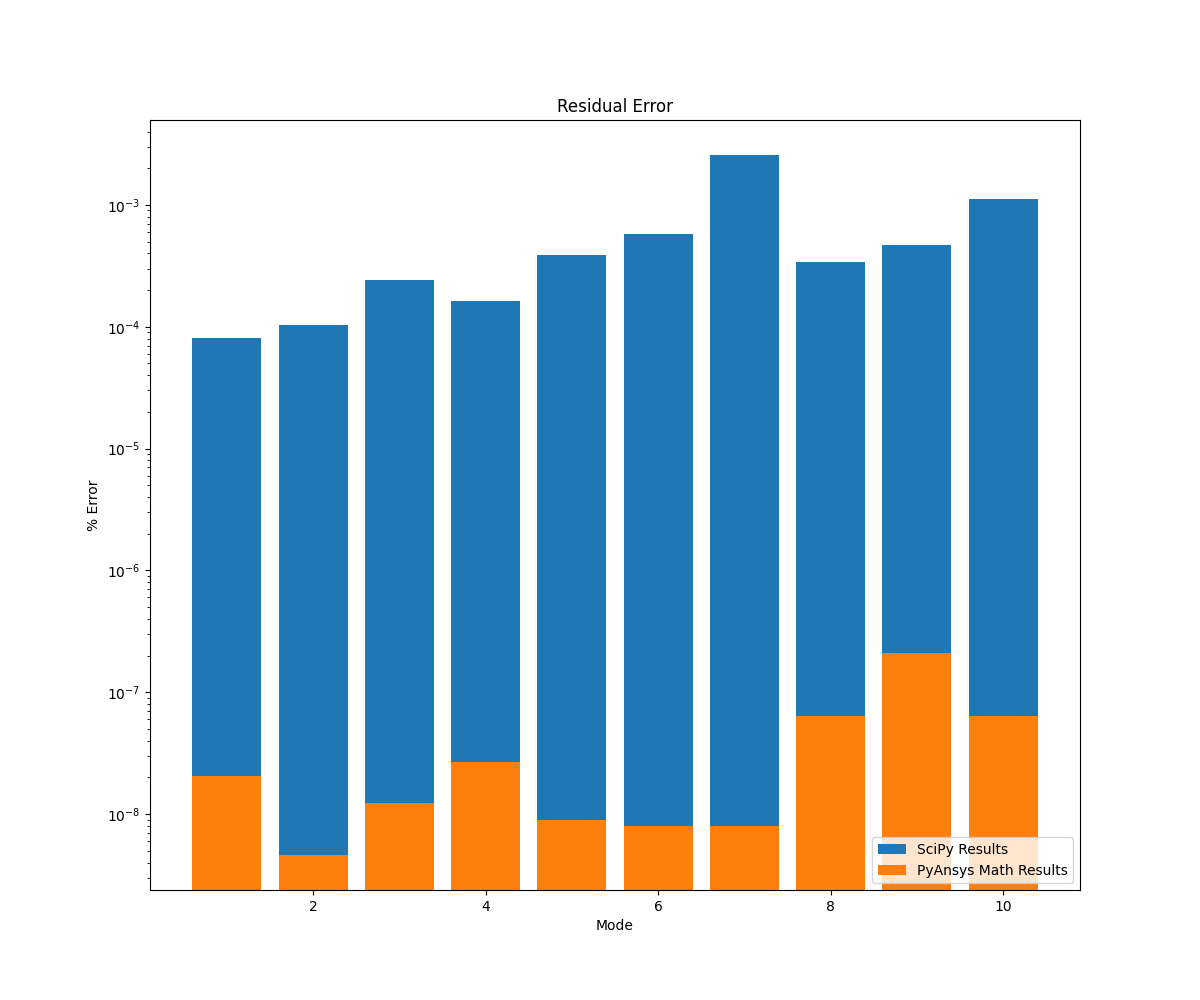 Residual Error
10⁻³
10⁻⁴
10⁻⁵
10⁻⁶
10⁻⁷
10⁻⁸
% Error
2 4 6 8 10
Mode
SciPy Results
PyAnsys Math Results